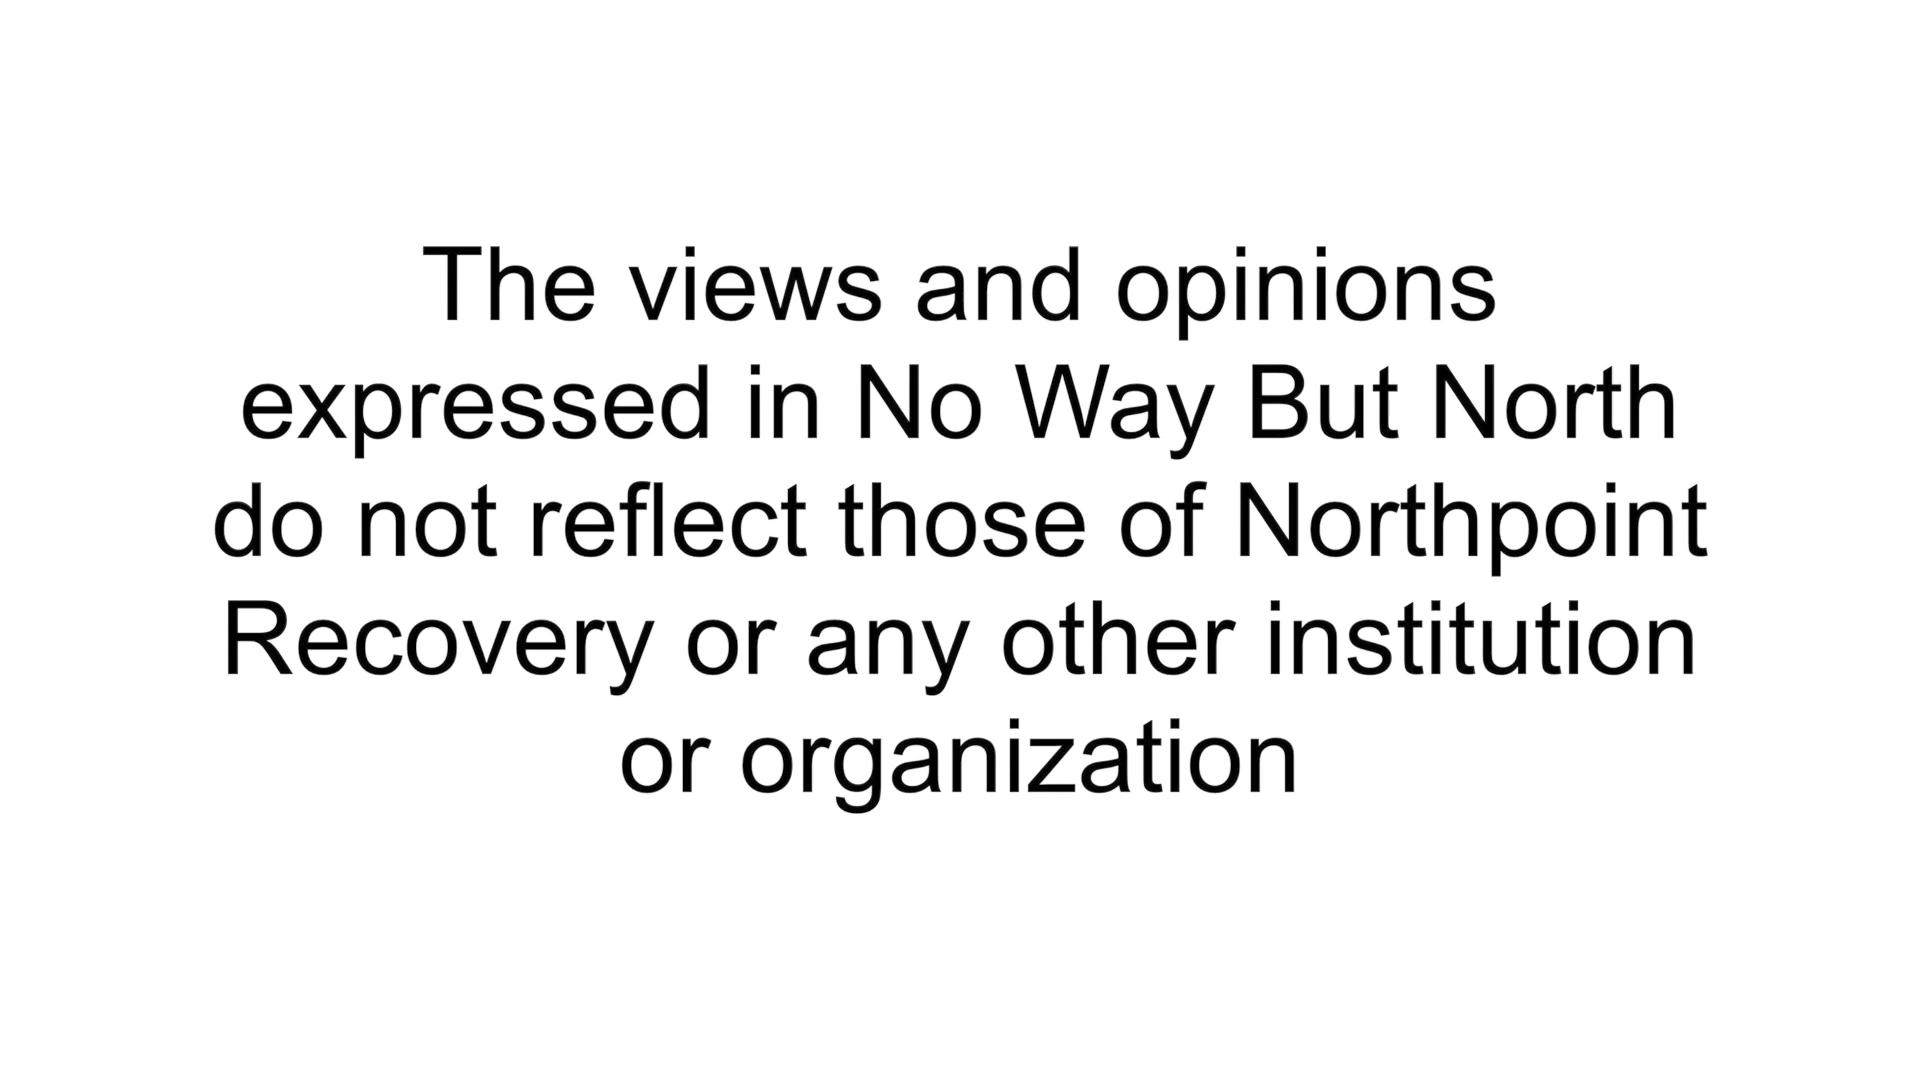 The views and opinions
expressed in No Way But North
do not reflect those of Northpoint
Recovery or any other institution
or organization